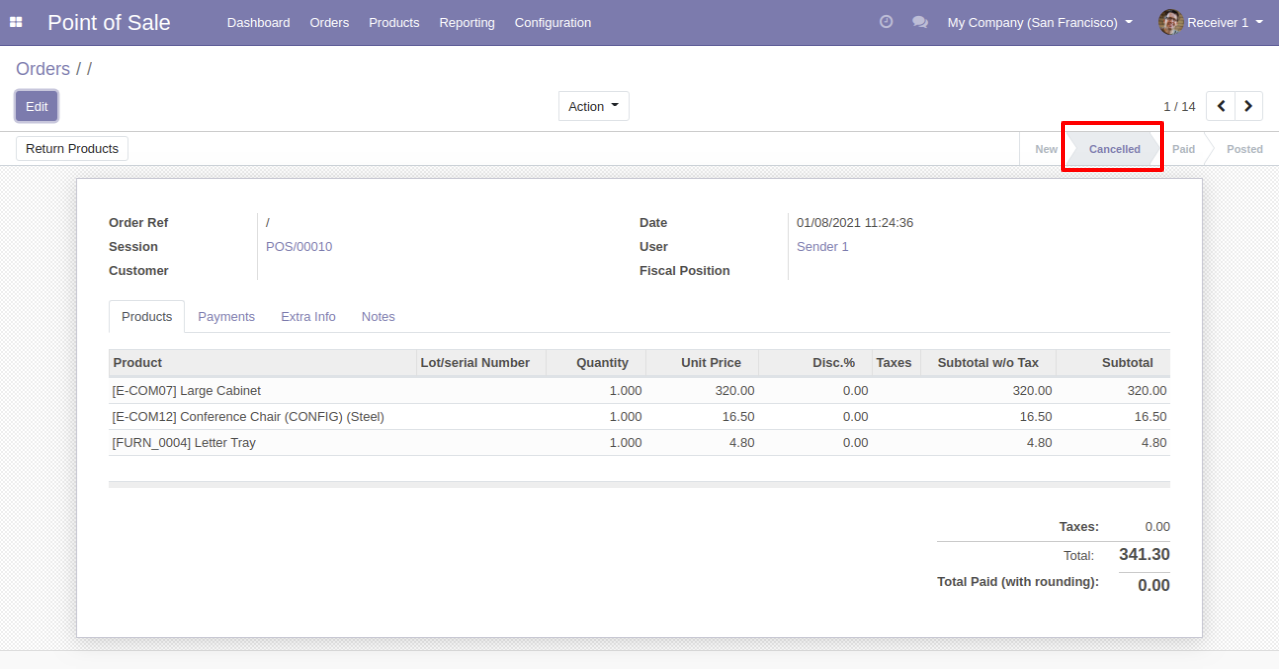 Point of Sale Dashboard Orders Products Reporting Configuration My Company (San Francisco) Receiver 1
Orders / /
Edit Action 1 / 14
Return Products New Cancelled Paid Posted
Order Ref / Date 01/08/2021 11:24:36
Session POS/00010 User Sender 1
Customer Fiscal Position
Products Payments Extra Info Notes
Product Lot/serial Number Quantity Unit Price Disc.% Taxes Subtotal w/o Tax Subtotal
[E-COM07] Large Cabinet 1.000 320.00 0.00 320.00 320.00
[E-COM12] Conference Chair (CONFIG) (Steel) 1.000 16.50 0.00 16.50 16.50
[FURN_0004] Letter Tray 1.000 4.80 0.00 4.80 4.80
Taxes: 0.00
Total: 341.30
Total Paid (with rounding): 0.00